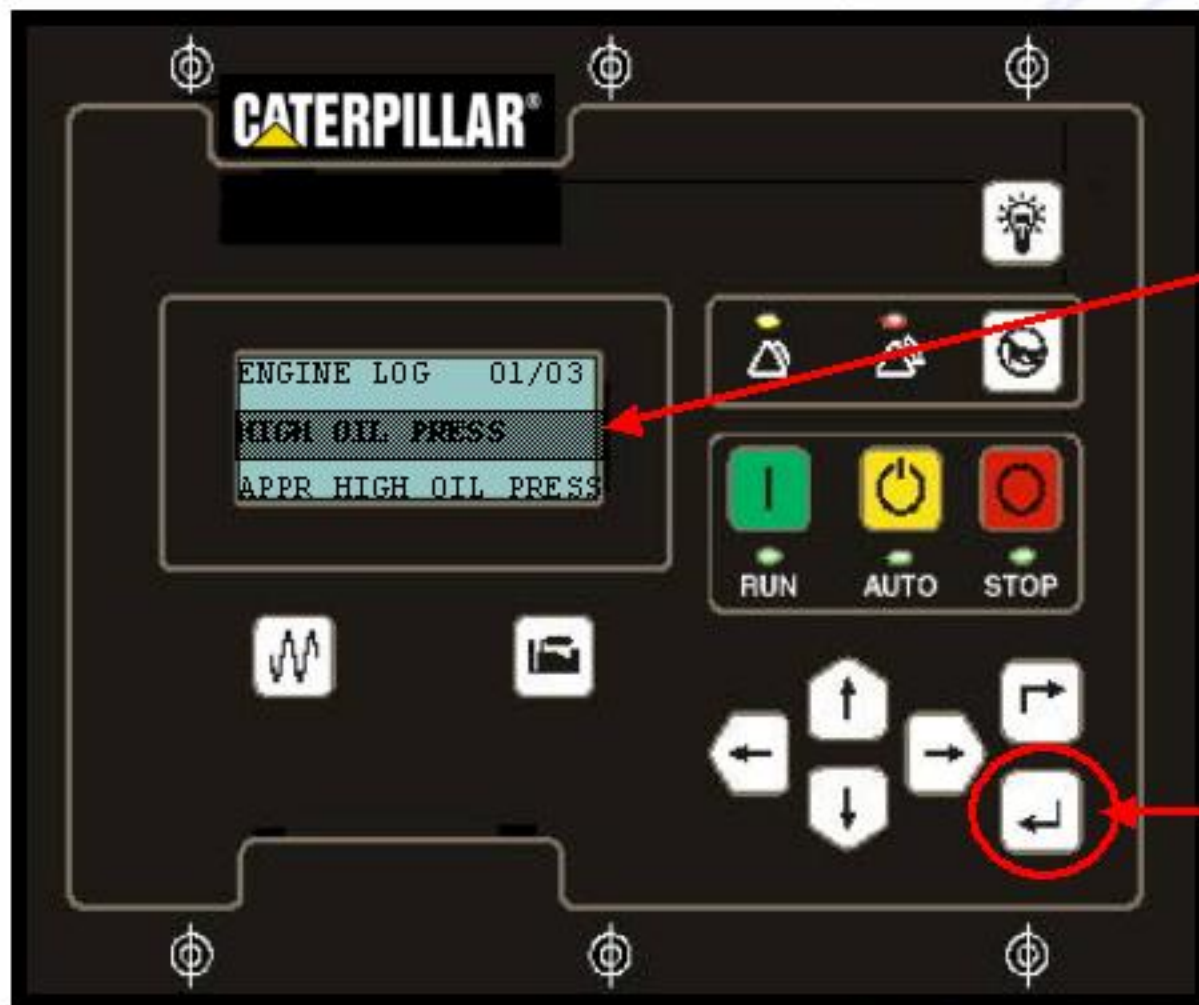 CATERPILLAR®
ENGINE LOG 01/03
HIGH OIL PRESS
APPR HIGH OIL PRESS
RUN AUTO STOP